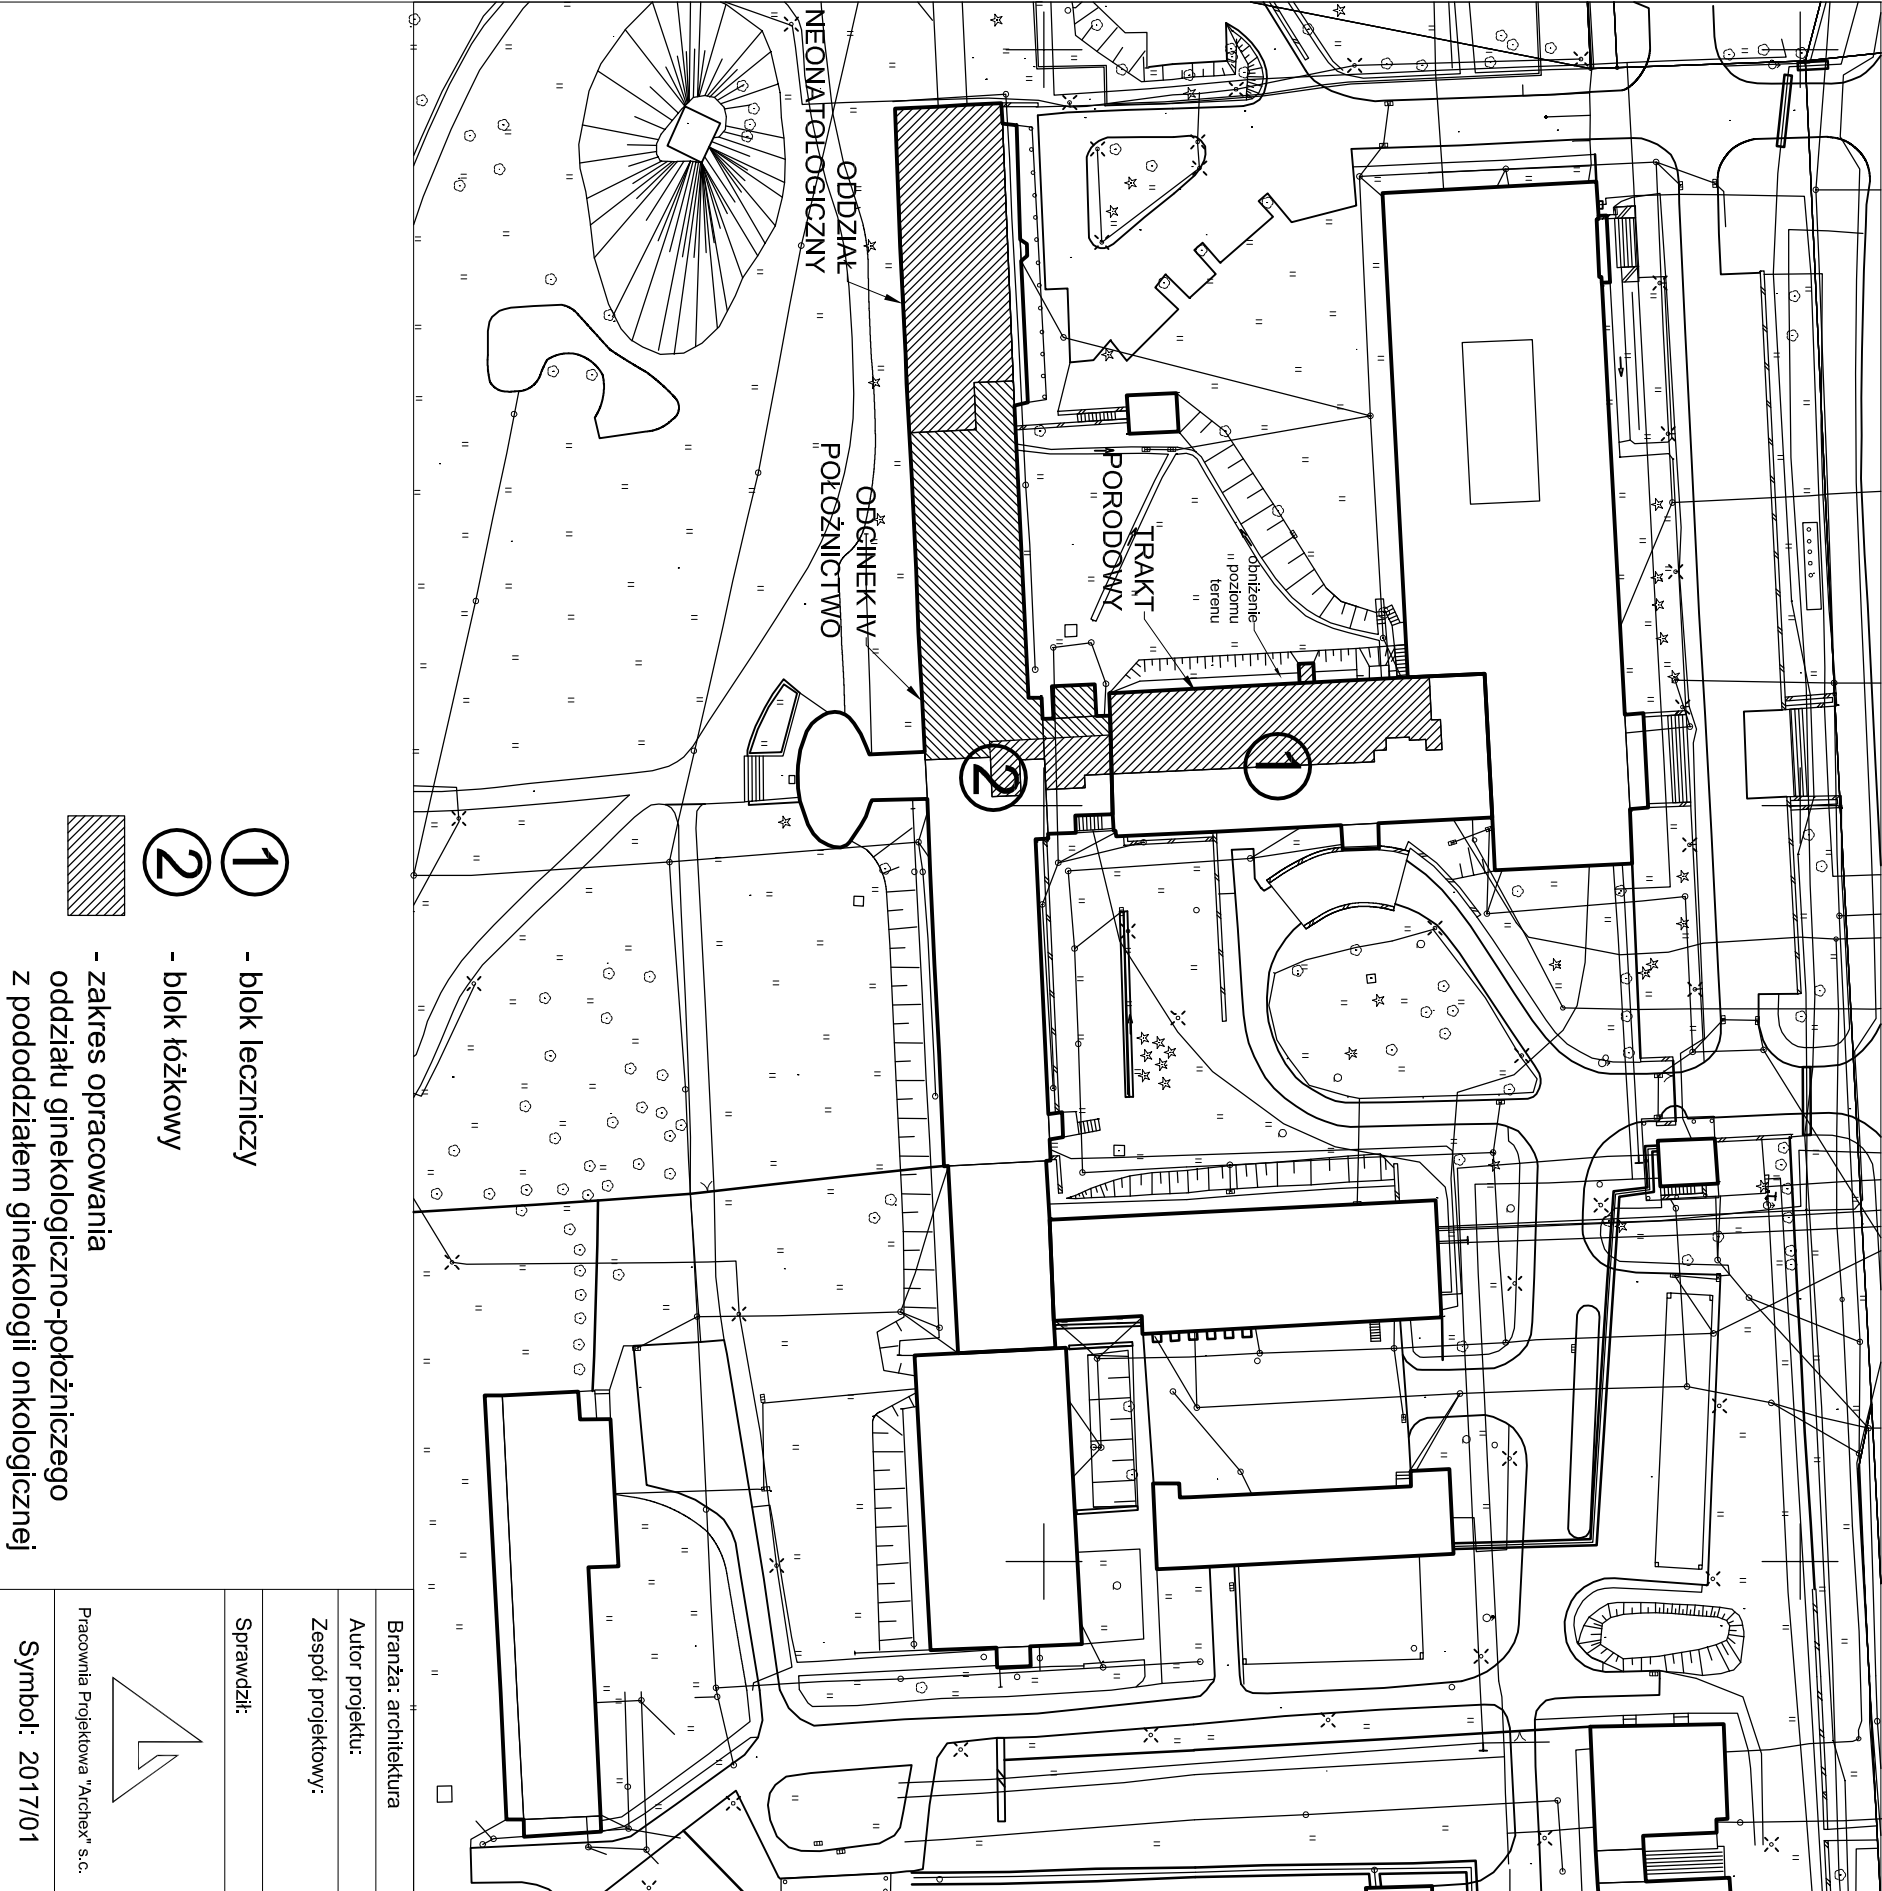 ODDZIAŁ
NEONATOLOGICZNY
ODCINEK IV
POŁOŻNICTWO
TRAKT
PORODOWY
obniżenie
poziomu
terenu
1
2
1 - blok leczniczy
2 - blok łóżkowy
- zakres opracowania
oddziału ginekologiczno-położniczego
z pododdziałem ginekologii onkologicznej
Branża: architektura
Autor projektu:
Zespół projektowy:
Sprawdził:
Pracownia Projektowa "Archex" s.c.
Symbol: 2017/01